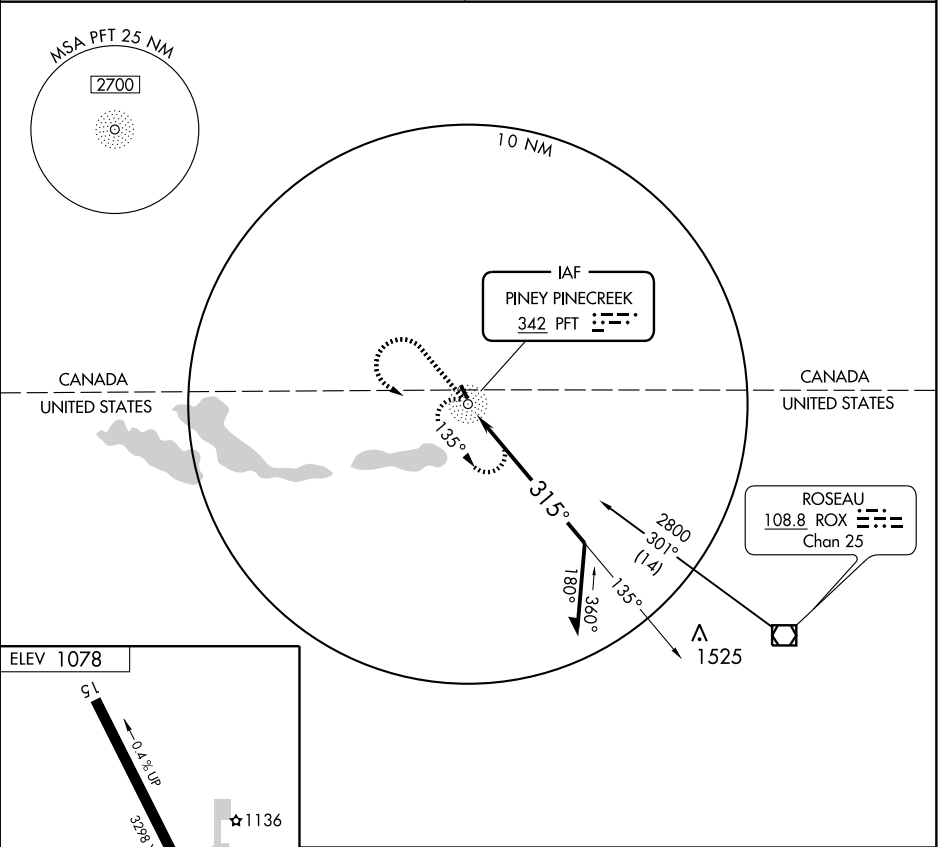 MSA PFT 25 NM
2700
10 NM
IAF
PINEY PINECREEK
342 PFT
CANADA
UNITED STATES
CANADA
UNITED STATES
135°
315°
ROSEAU
108.8 ROX
Chan 25
2800
301°
(14)
180°
360°
135°
1525
ELEV 1078
15
0.4% UP
3298
1136